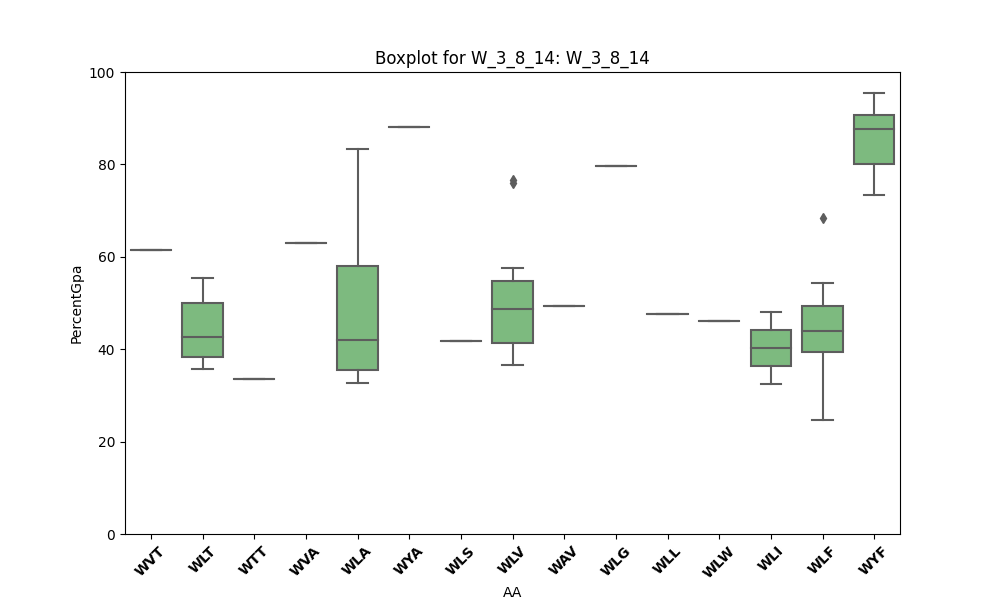 Boxplot for W_3_8_14: W_3_8_14
100
80
60
40
20
0
PercentGpa
WVT WLT WTT WVA WLA WYA WLS WLV WAV WLG WLL WLW WLI WLF WYF
AA